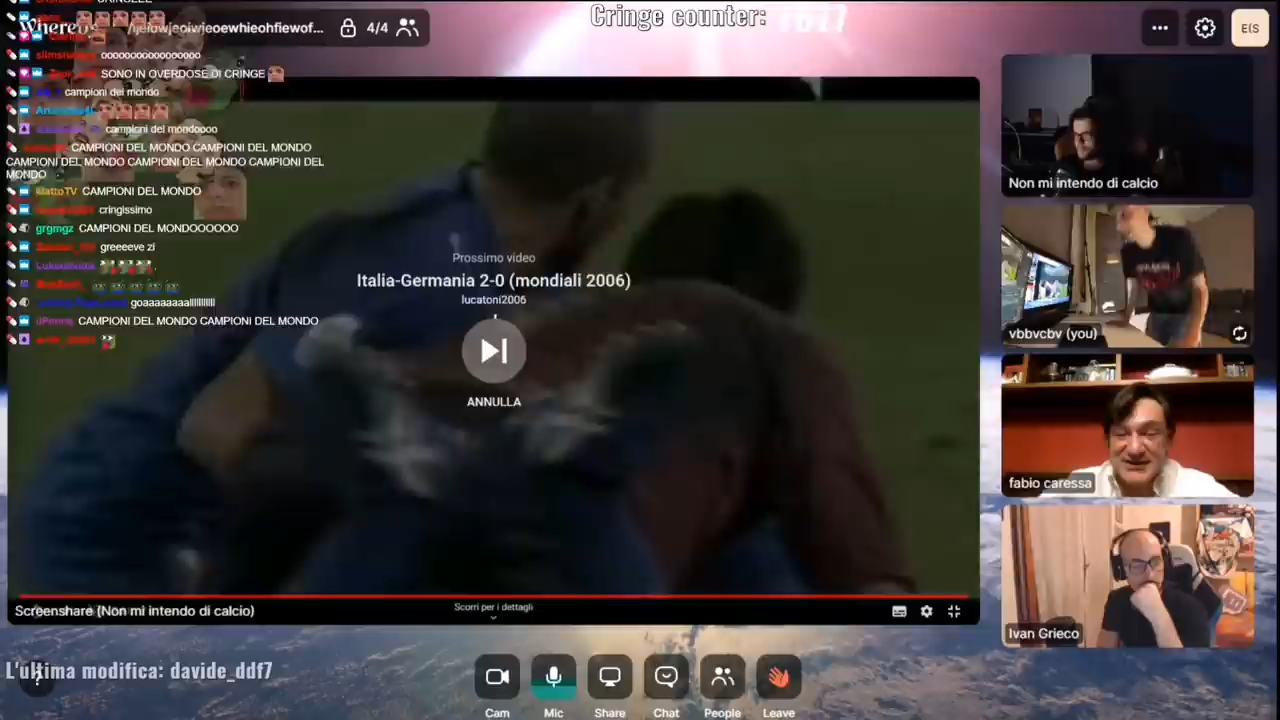 Cringe counter:
Whereby
/ijeiowjeoiwjeoewhieohfiewof...
4/4
E(S
ooooooooooooooooo
SONO IN OVERDOSE DI CRINGE
campioni del mondo
campioni del mondoooo
CAMPIONI DEL MONDO CAMPIONI DEL MONDO
CAMPIONI DEL MONDO CAMPIONI DEL MONDO CAMPIONI DEL
MONDO
MattoTV CAMPIONI DEL MONDO
cringissimo
grgmgz CAMPIONI DEL MONDOOOOOO
greeeeve zi
CAMPIONI DEL MONDO CAMPIONI DEL MONDO
Prossimo video
Italia-Germania 2-0 (mondiali 2006)
lucatoni2006
ANNULLA
Screenshare (Non mi intendo di calcio)
Scorri per i dettagli
Non mi intendo di calcio
vbbvcbv (you)
fabio caressa
Ivan Grieco
L'ultima modifica: davide_ddf7
?
Cam
Mic
Share
Chat
People
Leave